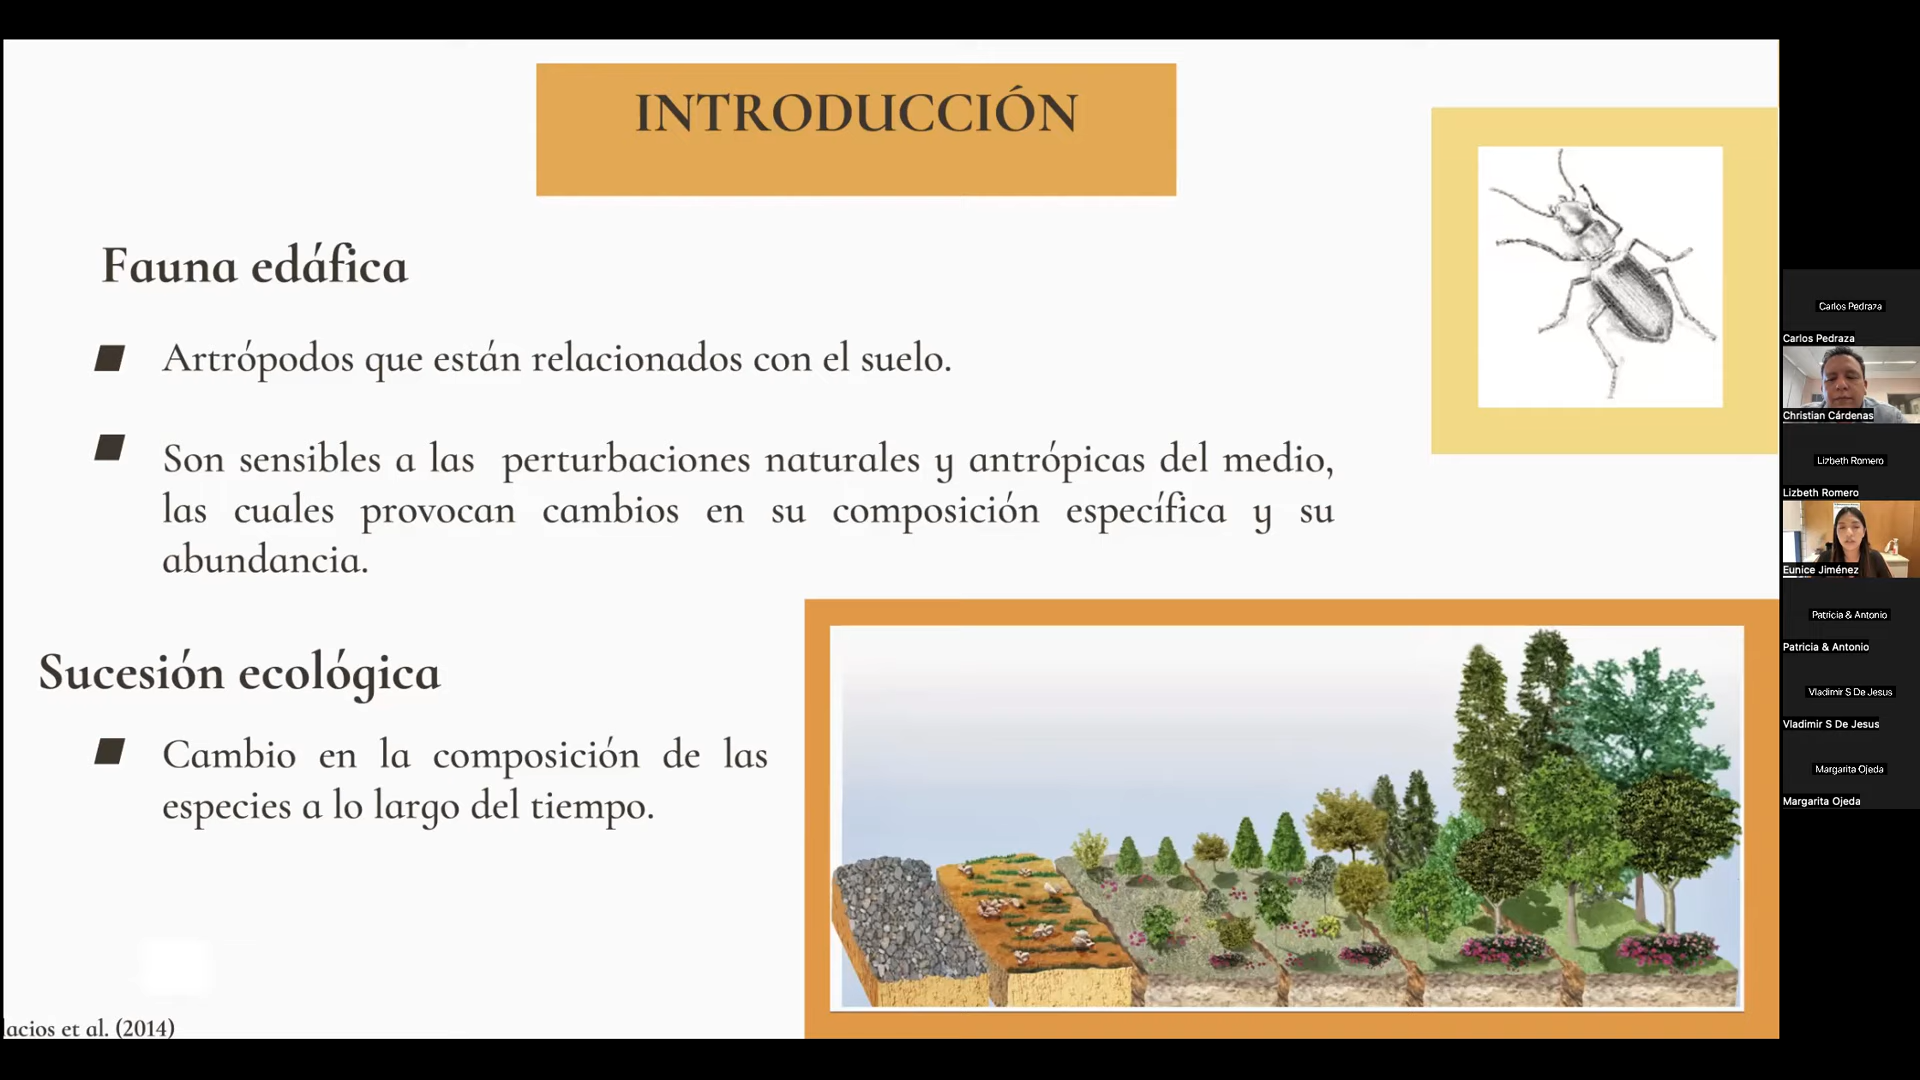 INTRODUCCIÓN
Fauna edáfica
Artrópodos que están relacionados con el suelo.
Son sensibles a las perturbaciones naturales y antrópicas del medio,
las cuales provocan cambios en su composición específica y su
abundancia.
Sucesión ecológica
Cambio en la composición de las
especies a lo largo del tiempo.
lacios et al. (2014)
Carlos Pedraza
Carlos Pedraza
Christian Cárdenas
Lizbeth Romero
Lizbeth Romero
Eunice Jiménez
Patricia & Antonio
Patricia & Antonio
Vladimir S De Jesus
Vladimir S De Jesus
Margarita Ojeda
Margarita Ojeda